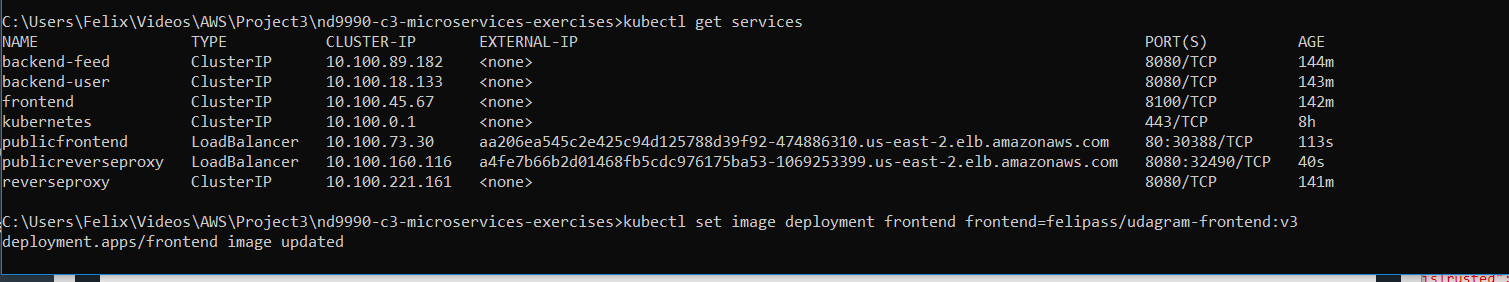 C:\Users\Felix\Videos\AWS\Project3\nd9990-c3-microservices-exercises>kubectl get services
NAME TYPE CLUSTER-IP EXTERNAL-IP PORT(S) AGE
backend-feed ClusterIP 10.100.89.182 <none> 8080/TCP 144m
backend-user ClusterIP 10.100.18.133 <none> 8080/TCP 143m
frontend ClusterIP 10.100.45.67 <none> 8100/TCP 142m
kubernetes ClusterIP 10.100.0.1 <none> 443/TCP 8h
publicfrontend LoadBalancer 10.100.73.30 aa206ea545c2e425c94d125788d39f92-474886310.us-east-2.elb.amazonaws.com 80:30388/TCP 113s
publicreverseproxy LoadBalancer 10.100.160.116 a4fe7b66b2d01468fb5cdc976175ba53-1069253399.us-east-2.elb.amazonaws.com 8080:32490/TCP 40s
reverseproxy ClusterIP 10.100.221.161 <none> 8080/TCP 141m
C:\Users\Felix\Videos\AWS\Project3\nd9990-c3-microservices-exercises>kubectl set image deployment frontend frontend=felipass/udagram-frontend:v3
deployment.apps/frontend image updated